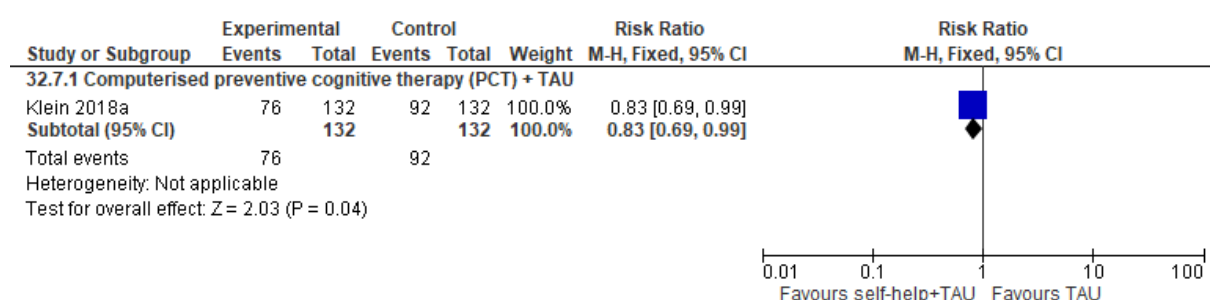 Experimental Control Risk Ratio Risk Ratio
Study or Subgroup Events Total Events Total Weight M-H, Fixed, 95% CI M-H, Fixed, 95% CI
32.7.1 Computerised preventive cognitive therapy (PCT) + TAU
Klein 2018a 76 132 92 132 100.0% 0.83 [0.69, 0.99]
Subtotal (95% CI) 132 132 100.0% 0.83 [0.69, 0.99]
Total events 76 92
Heterogeneity: Not applicable
Test for overall effect: Z = 2.03 (P = 0.04)
0.01 0.1 1 10 100
Favours self-help+TAU Favours TAU